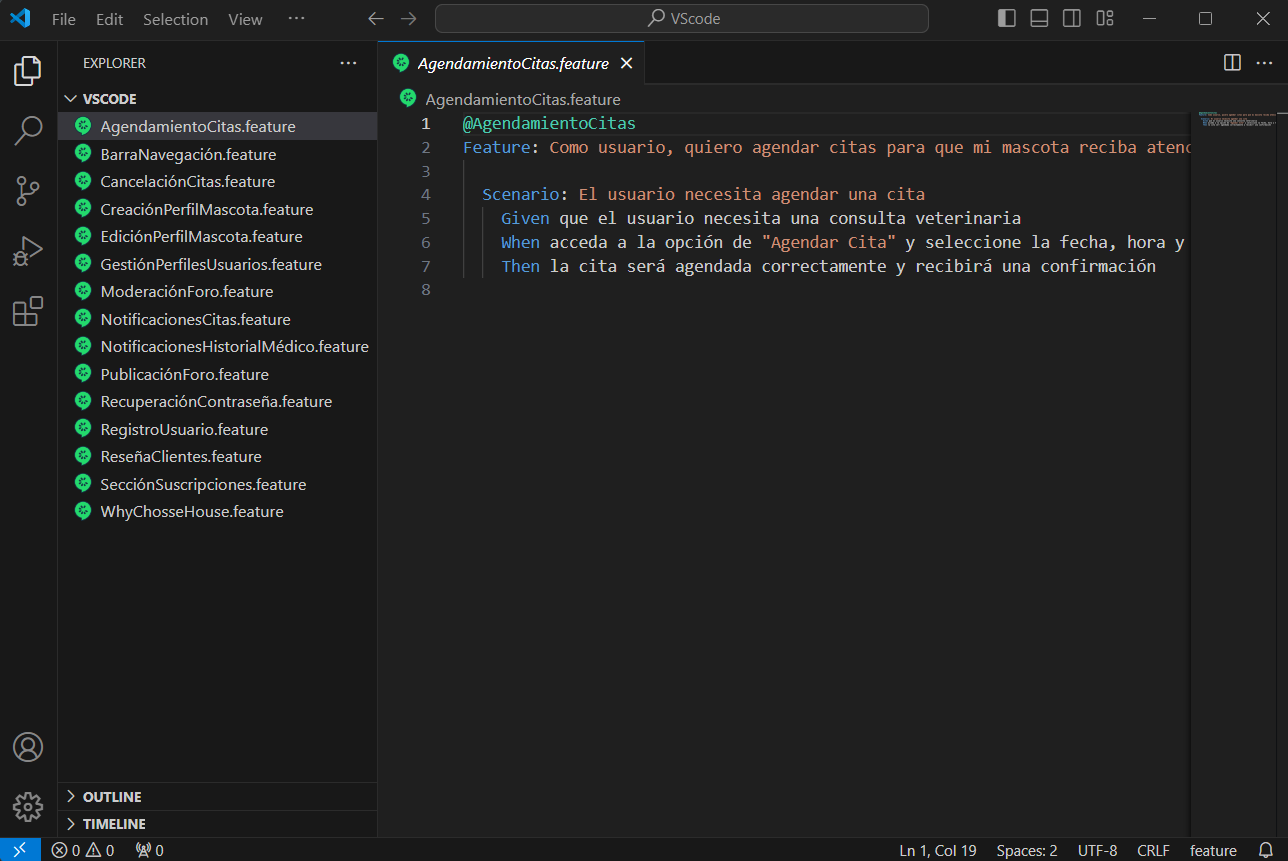 File Edit Selection View ··· VScode
EXPLORER ···
VSCODE
AgendamientoCitas.feature
BarraNavegación.feature
CancelaciónCitas.feature
CreaciónPerfilMascota.feature
EdiciónPerfilMascota.feature
GestiónPerfilesUsuarios.feature
ModeraciónForo.feature
NotificacionesCitas.feature
NotificacionesHistorialMédico.feature
PublicaciónForo.feature
RecuperaciónContraseña.feature
RegistroUsuario.feature
ReseñaClientes.feature
SecciónSuscripciones.feature
WhyChosseHouse.feature
OUTLINE
TIMELINE
AgendamientoCitas.feature
AgendamientoCitas.feature
1 @AgendamientoCitas
2 Feature: Como usuario, quiero agendar citas para que mi mascota reciba atenc
3
4 Scenario: El usuario necesita agendar una cita
5 Given que el usuario necesita una consulta veterinaria
6 When acceda a la opción de "Agendar Cita" y seleccione la fecha, hora y
7 Then la cita será agendada correctamente y recibirá una confirmación
8
0 0 0 Ln 1, Col 19 Spaces: 2 UTF-8 CRLF feature